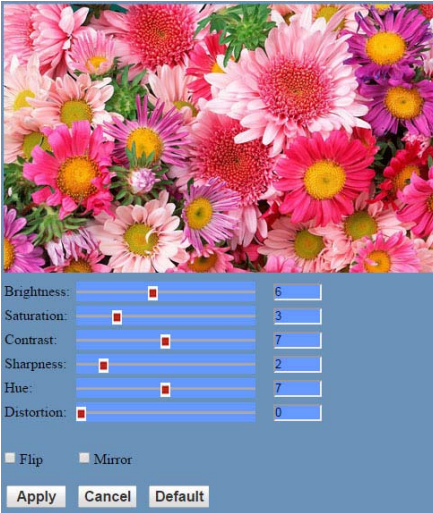 Brightness: 6
Saturation: 3
Contrast: 7
Sharpness: 2
Hue: 7
Distortion: 0
Flip Mirror
Apply Cancel Default